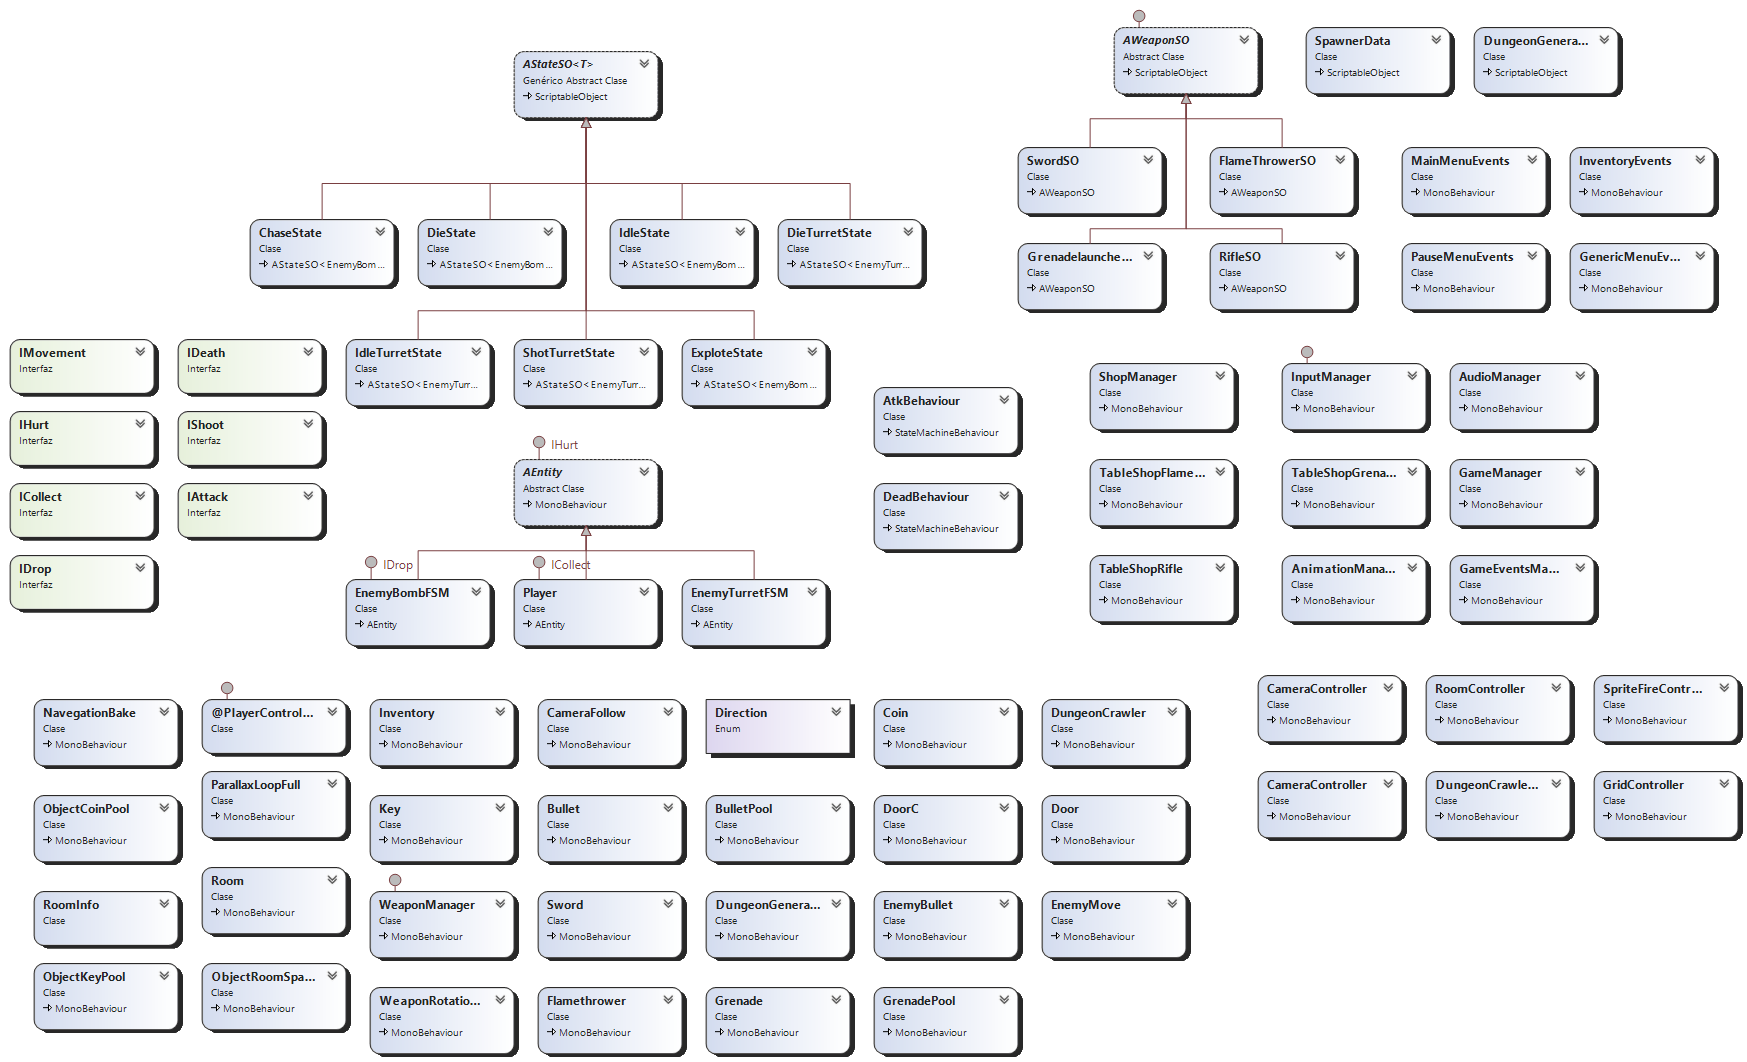 AStateSO<T>
Genérico Abstract Clase
ScriptableObject
AWeaponSO
Abstract Clase
ScriptableObject
SpawnerData
Clase
ScriptableObject
DungeonGenera...
Clase
ScriptableObject
SwordSO
Clase
AWeaponSO
FlameThrowerSO
Clase
AWeaponSO
MainMenuEvents
Clase
MonoBehaviour
InventoryEvents
Clase
MonoBehaviour
ChaseState
Clase
AStateSO<EnemyBom...
DieState
Clase
AStateSO<EnemyBom...
IdleState
Clase
AStateSO<EnemyBom...
DieTurretState
Clase
AStateSO<EnemyTurr...
Grenadelaunche...
Clase
AWeaponSO
RifleSO
Clase
AWeaponSO
PauseMenuEvents
Clase
MonoBehaviour
GenericMenuEv...
Clase
MonoBehaviour
IMovement
Interfaz
IDeath
Interfaz
IdleTurretState
Clase
AStateSO<EnemyTurr...
ShotTurretState
Clase
AStateSO<EnemyTurr...
ExploteState
Clase
AStateSO<EnemyBom...
IHurt
Interfaz
IShoot
Interfaz
ICollect
Interfaz
IAttack
Interfaz
IDrop
Interfaz
IHurt
AEntity
Abstract Clase
MonoBehaviour
IDrop
EnemyBombFSM
Clase
AEntity
ICollect
Player
Clase
AEntity
EnemyTurretFSM
Clase
AEntity
AtkBehaviour
Clase
StateMachineBehaviour
DeadBehaviour
Clase
StateMachineBehaviour
ShopManager
Clase
MonoBehaviour
InputManager
Clase
MonoBehaviour
AudioManager
Clase
MonoBehaviour
TableShopFlame...
Clase
MonoBehaviour
TableShopGrena...
Clase
MonoBehaviour
GameManager
Clase
MonoBehaviour
TableShopRifle
Clase
MonoBehaviour
AnimationMana...
Clase
MonoBehaviour
GameEventsMa...
Clase
MonoBehaviour
NavegationBake
Clase
MonoBehaviour
@PlayerControl...
Clase
Inventory
Clase
MonoBehaviour
CameraFollow
Clase
MonoBehaviour
Direction
Enum
Coin
Clase
MonoBehaviour
DungeonCrawler
Clase
MonoBehaviour
CameraController
Clase
MonoBehaviour
RoomController
Clase
MonoBehaviour
SpriteFireContr...
Clase
MonoBehaviour
ObjectCoinPool
Clase
MonoBehaviour
ParallaxLoopFull
Clase
MonoBehaviour
Key
Clase
MonoBehaviour
Bullet
Clase
MonoBehaviour
BulletPool
Clase
MonoBehaviour
DoorC
Clase
MonoBehaviour
Door
Clase
MonoBehaviour
CameraController
Clase
MonoBehaviour
DungeonCrawle...
Clase
MonoBehaviour
GridController
Clase
MonoBehaviour
RoomInfo
Clase
Room
Clase
MonoBehaviour
WeaponManager
Clase
MonoBehaviour
Sword
Clase
MonoBehaviour
DungeonGenera...
Clase
MonoBehaviour
EnemyBullet
Clase
MonoBehaviour
EnemyMove
Clase
MonoBehaviour
ObjectKeyPool
Clase
MonoBehaviour
ObjectRoomSpa...
Clase
MonoBehaviour
WeaponRotatio...
Clase
MonoBehaviour
Flamethrower
Clase
MonoBehaviour
Grenade
Clase
MonoBehaviour
GrenadePool
Clase
MonoBehaviour